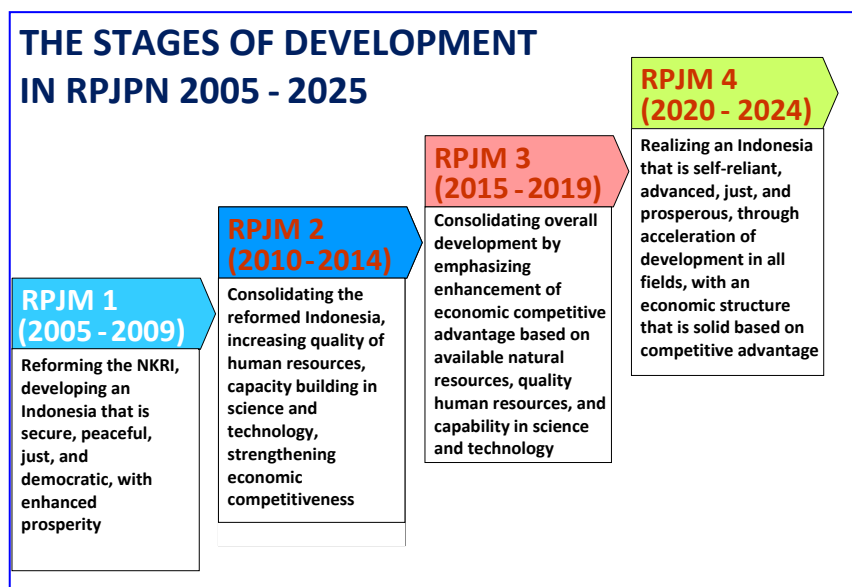 THE STAGES OF DEVELOPMENT
IN RPJPN 2005 - 2025
RPJM 1
(2005 - 2009)
Reforming the NKRI,
developing an
Indonesia that is
secure, peaceful,
just, and
democratic, with
enhanced
prosperity
RPJM 2
(2010 - 2014)
Consolidating the
reformed Indonesia,
increasing quality of
human resources,
capacity building in
science and
technology,
strengthening
economic
competitiveness
RPJM 3
(2015 - 2019)
Consolidating overall
development by
emphasizing
enhancement of
economic competitive
advantage based on
available natural
resources, quality
human resources, and
capability in science
and technology
RPJM 4
(2020 - 2024)
Realizing an Indonesia
that is self-reliant,
advanced, just, and
prosperous, through
acceleration of
development in all
fields, with an
economic structure
that is solid based on
competitive advantage